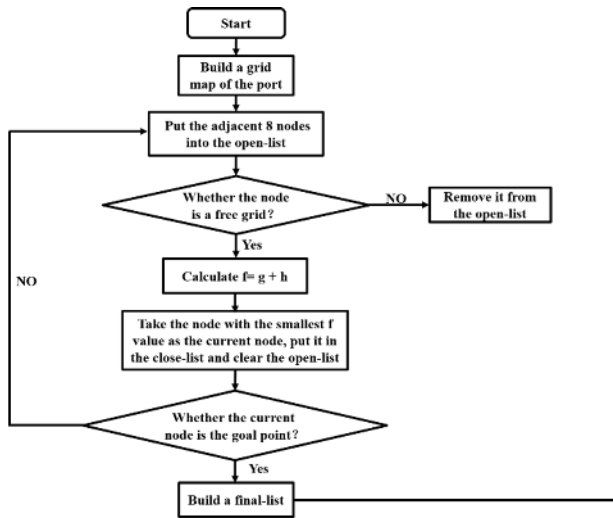 Start
Build a grid
map of the port
Put the adjacent 8 nodes
into the open-list
Whether the node
is a free grid?
NO
Remove it from
the open-list
Yes
Calculate f= g + h
NO
Take the node with the smallest f
value as the current node, put it in
the close-list and clear the open-list
Whether the current
node is the goal point?
Yes
Build a final-list